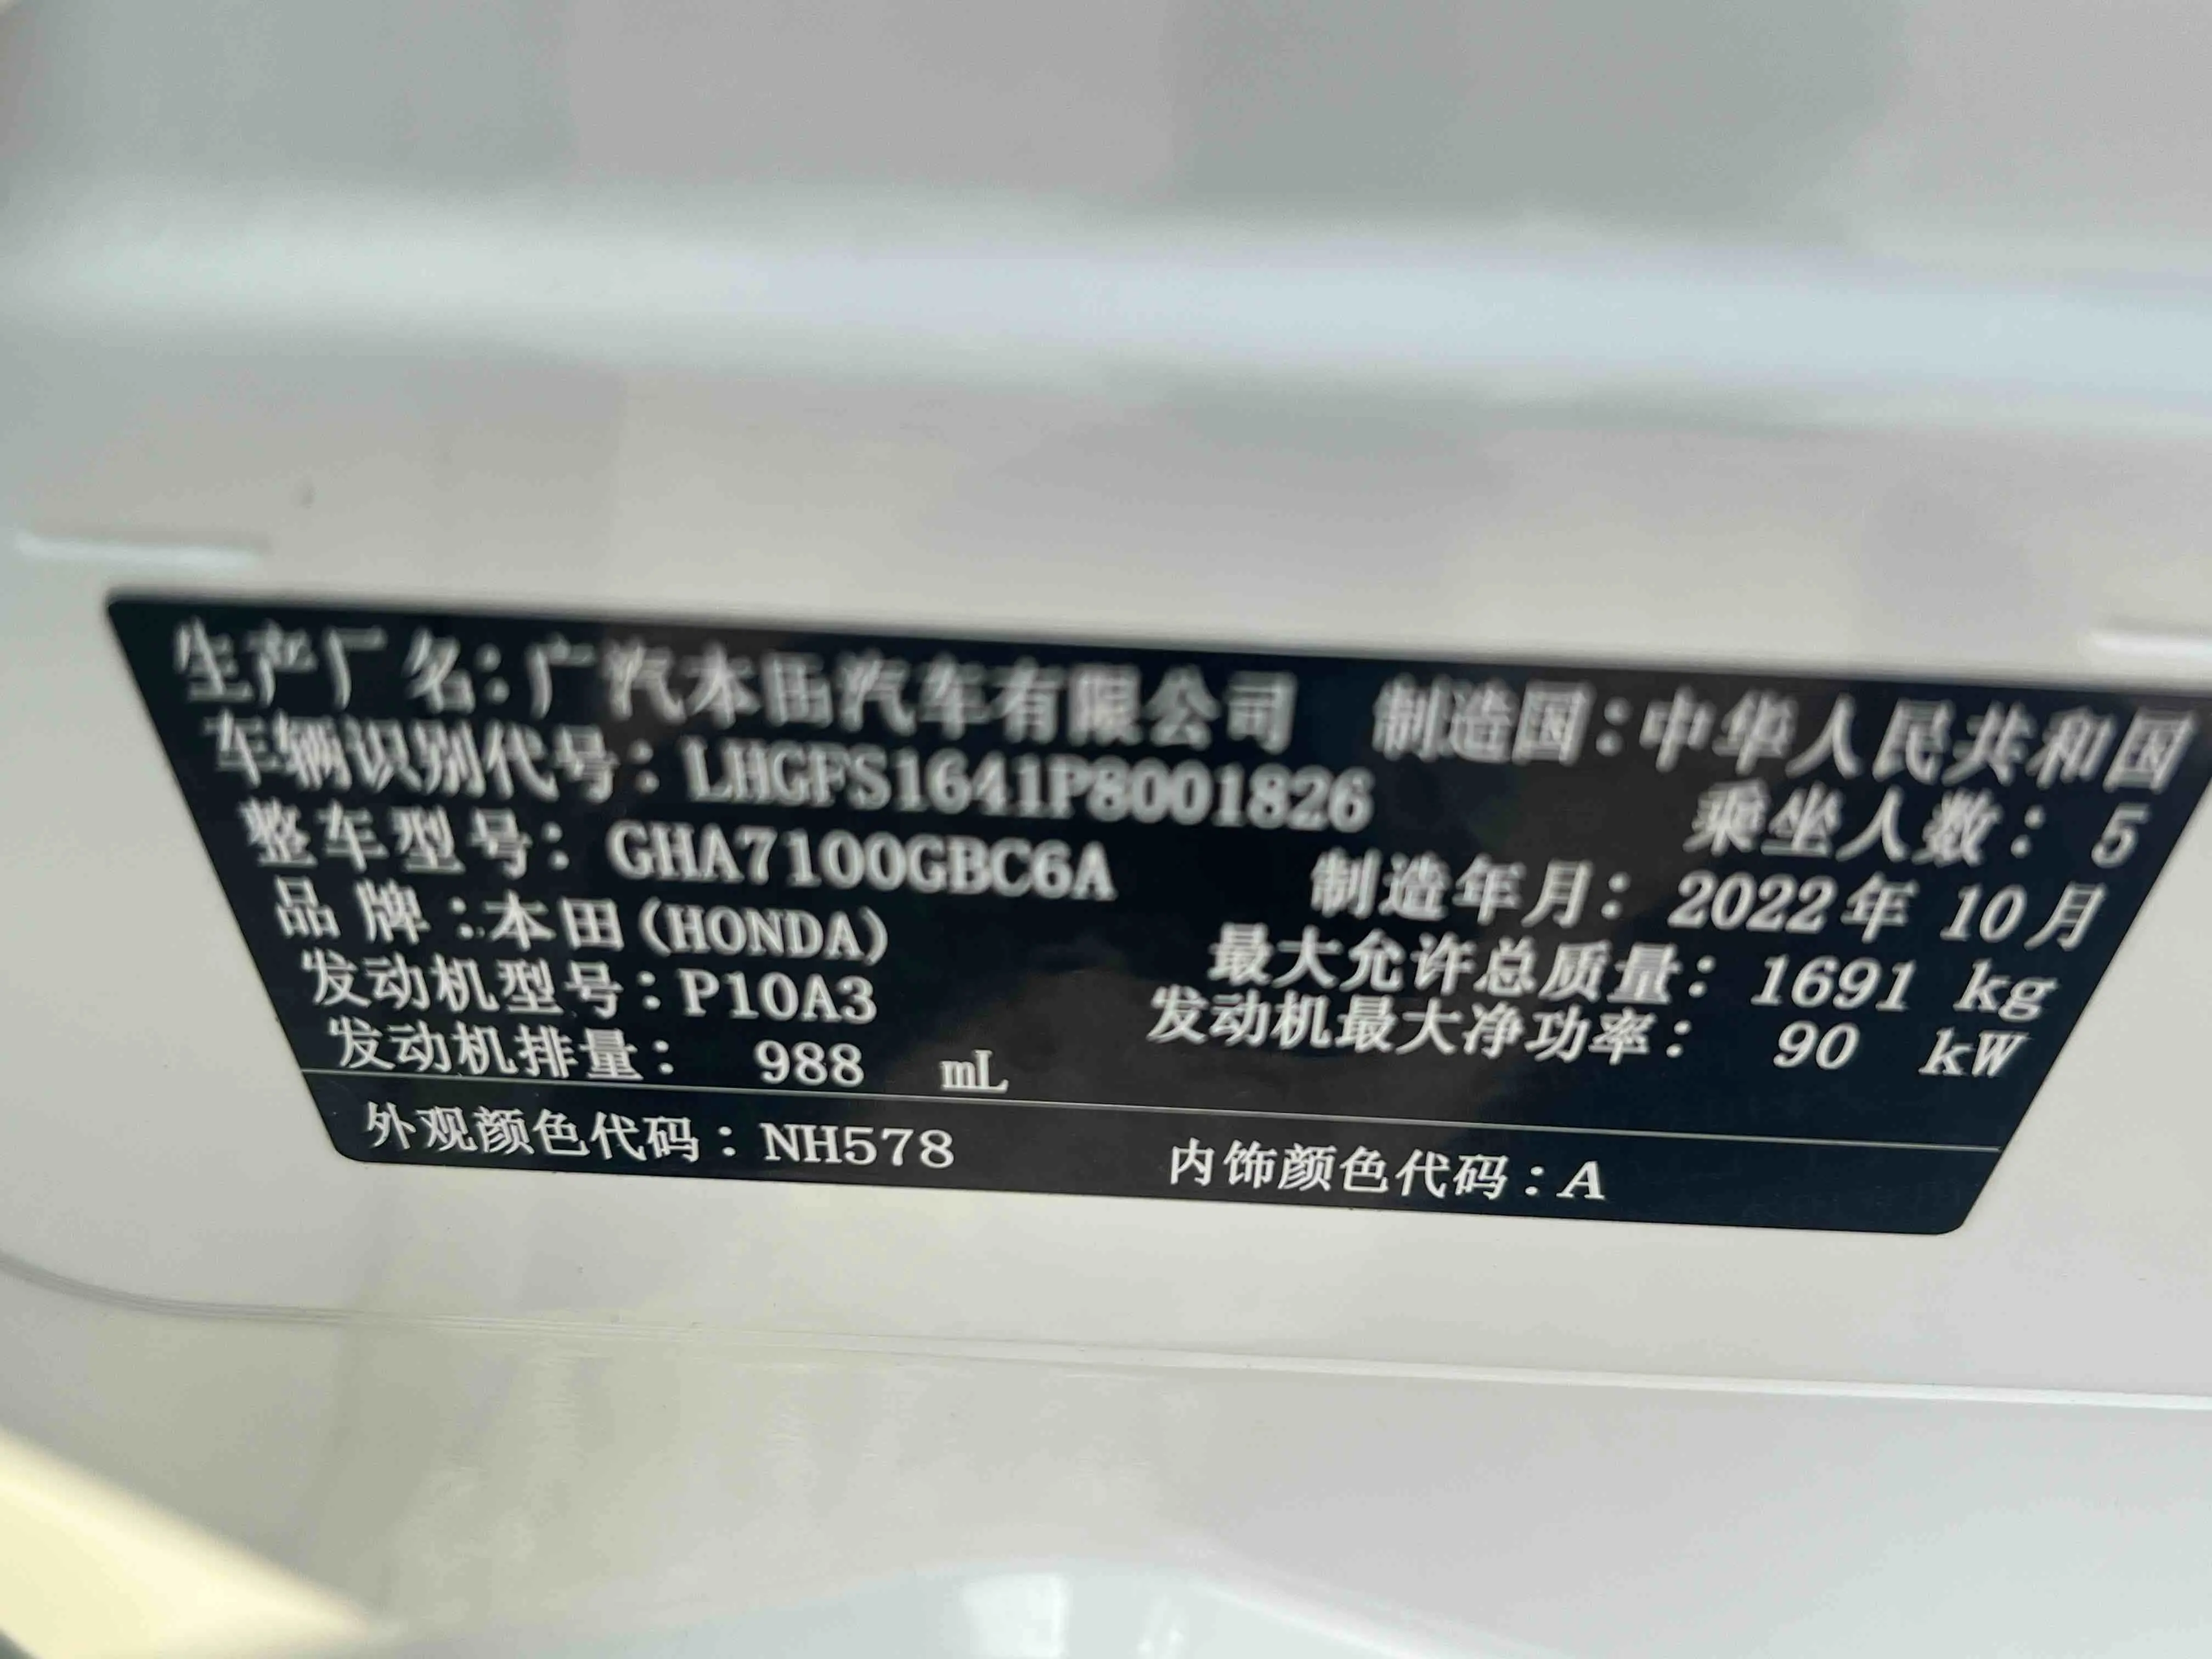 生产厂名:广汽本田汽车有限公司 制造国:中华人民共和国
车辆识别代号:LHGFS1641P8001826 乘坐人数: 5
整车型号: GHA7100GBC6A 制造年月: 2022年 10月
品 牌:本田(HONDA) 最大允许总质量: 1691 kg
发动机型号:P10A3 发动机最大净功率: 90 kW
发动机排量: 988 mL
外观颜色代码:NH578 内饰颜色代码:A